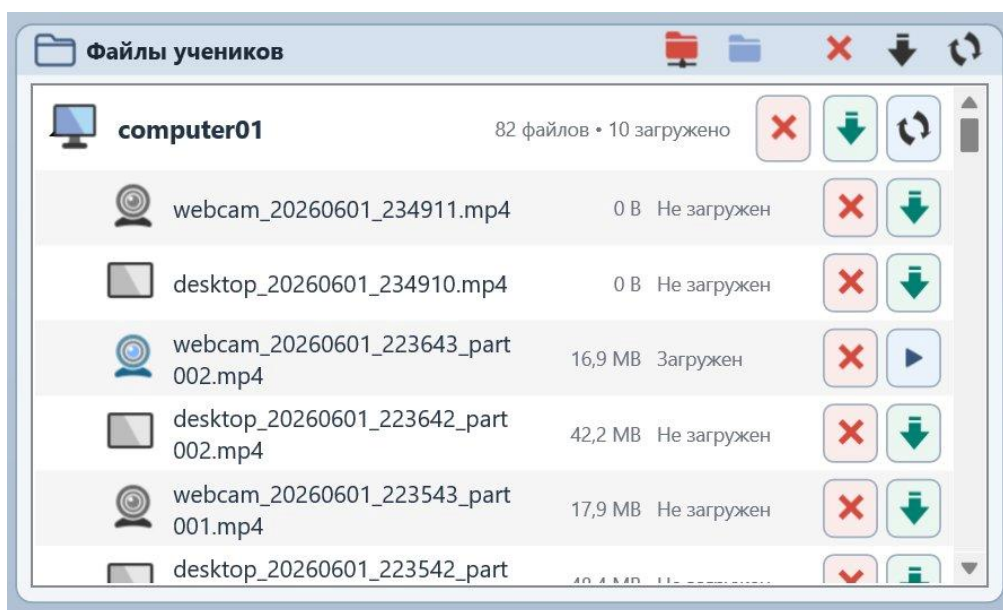 Файлы учеников
computer01 82 файлов • 10 загружено
webcam_20260601_234911.mp4 0 B Не загружен
desktop_20260601_234910.mp4 0 B Не загружен
webcam_20260601_223643_part
002.mp4 16,9 MB Загружен
desktop_20260601_223642_part
002.mp4 42,2 MB Не загружен
webcam_20260601_223543_part
001.mp4 17,9 MB Не загружен
desktop_20260601_223542_part